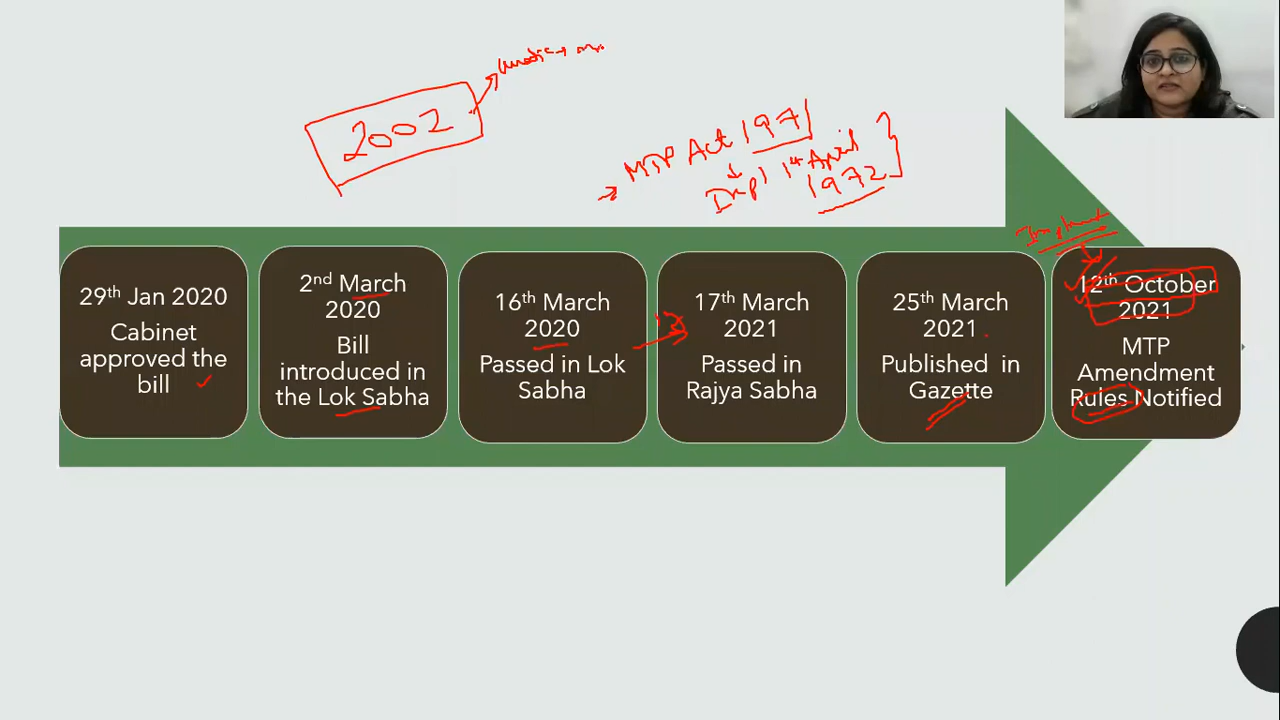 2002
MTP Act 1971
1st April
1972
29th Jan 2020
Cabinet
approved the
bill
2nd March
2020
Bill
introduced in
the Lok Sabha
16th March
2020
Passed in Lok
Sabha
17th March
2021
Passed in
Rajya Sabha
25th March
2021
Published in
Gazette
12th October
2021
MTP
Amendment
Rules Notified